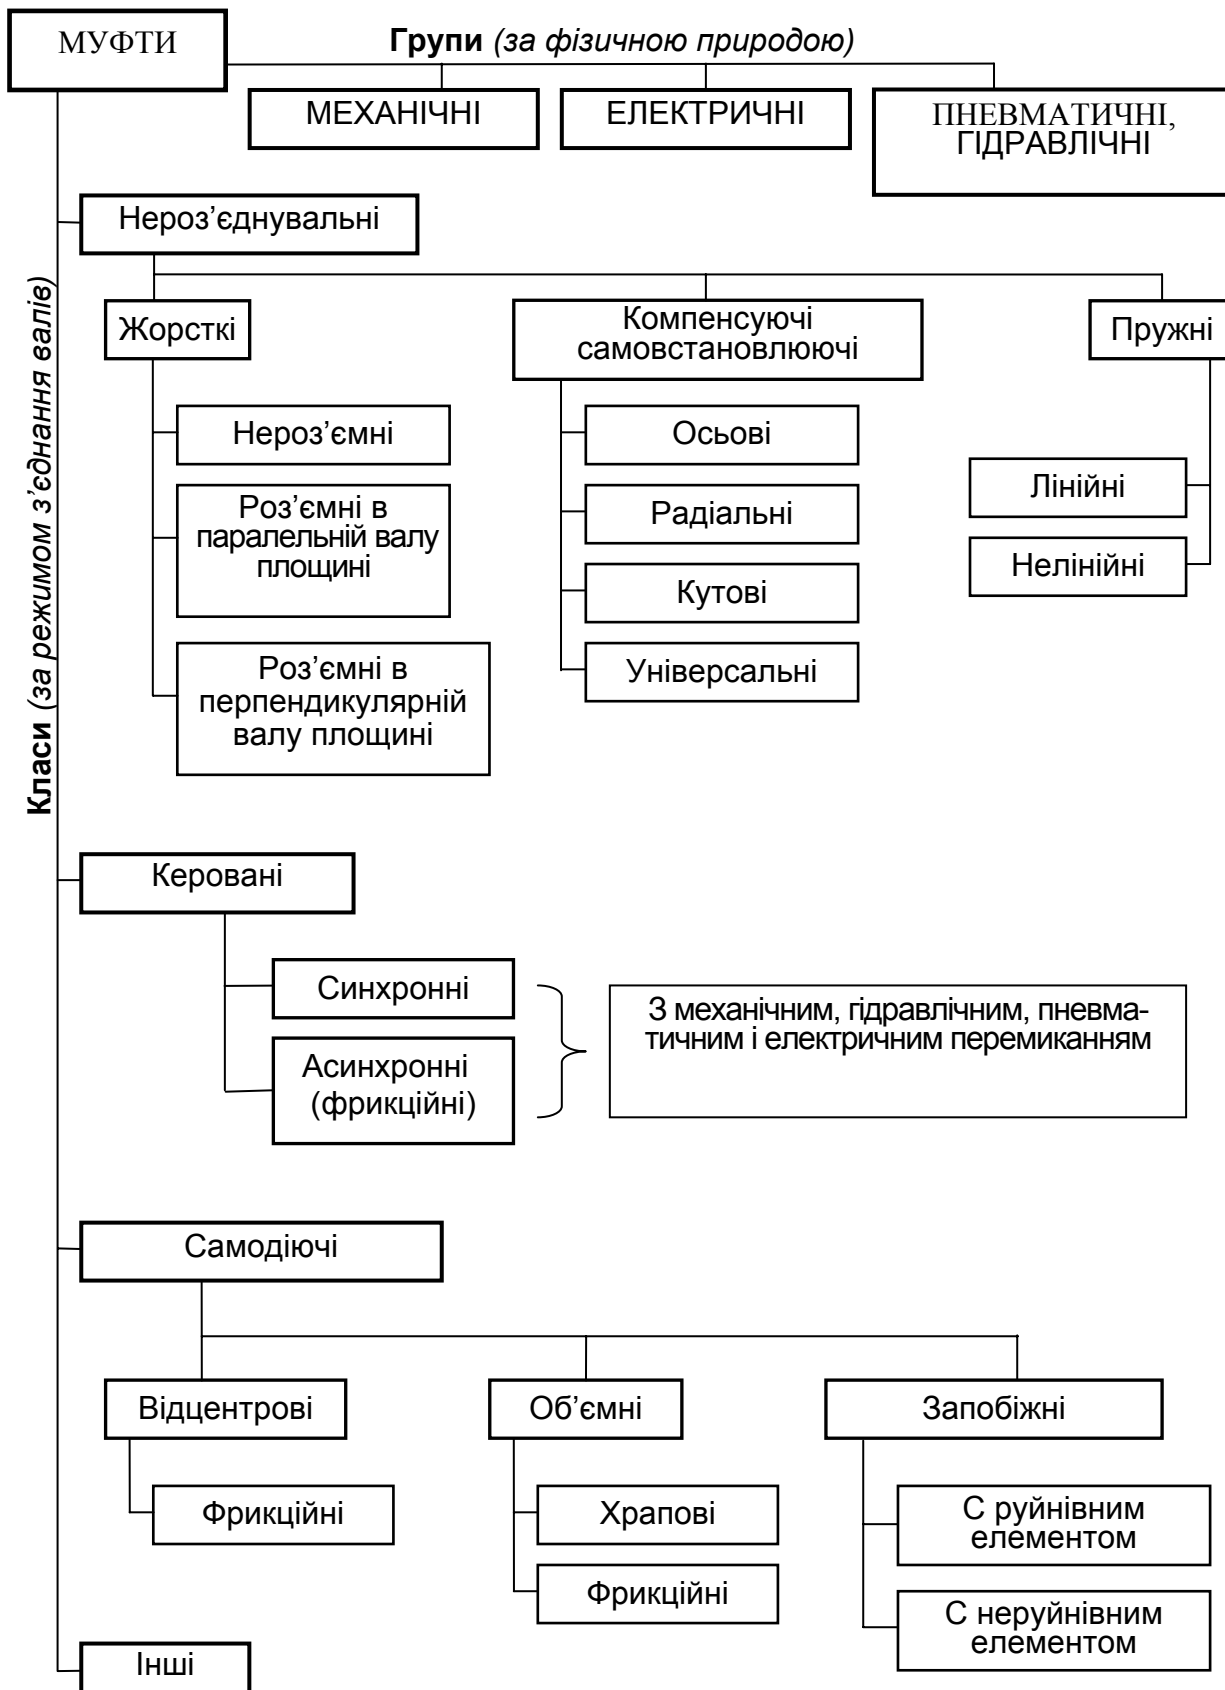 МУФТИ
Групи (за фізичною природою)
МЕХАНІЧНІ
ЕЛЕКТРИЧНІ
ПНЕВМАТИЧНІ,
ГІДРАВЛІЧНІ
Класи (за режимом з’єднання валів)
Нероз’єднувальні
Жорсткі
Компенсуючі
самовстановлюючі
Пружні
Нероз’ємні
Роз’ємні в
паралельній валу
площині
Роз’ємні в
перпендикулярній
валу площині
Осьові
Радіальні
Кутові
Універсальні
Лінійні
Нелінійні
Керовані
Синхронні
Асинхронні
(фрикційні)
З механічним, гідравлічним, пневма-
тичним і електричним перемиканням
Самодіючі
Відцентрові
Об’ємні
Запобіжні
Фрикційні
Храпові
Фрикційні
С руйнівним
елементом
С неруйнівним
елементом
Інші